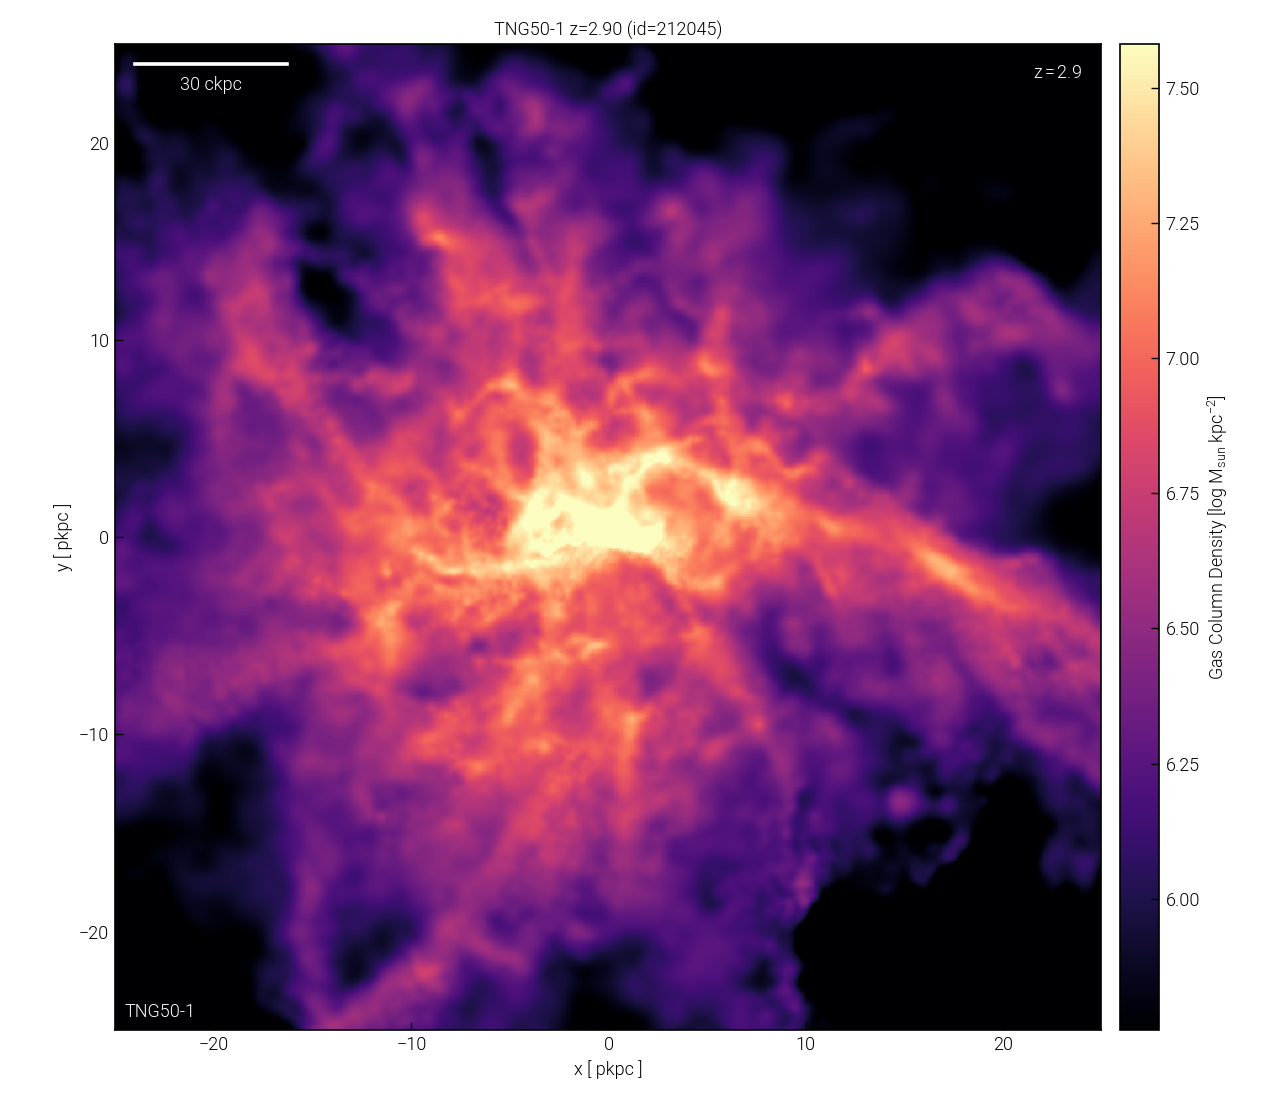 TNG50-1 z=2.90 (id=212045)
30 ckpc
z=2.9
TNG50-1
20
10
0
−10
−20
y [ pkpc ]
−20
−10
0
10
20
x [ pkpc ]
7.50
7.25
7.00
6.75
6.50
6.25
6.00
Gas Column Density [log M_sun kpc⁻²]